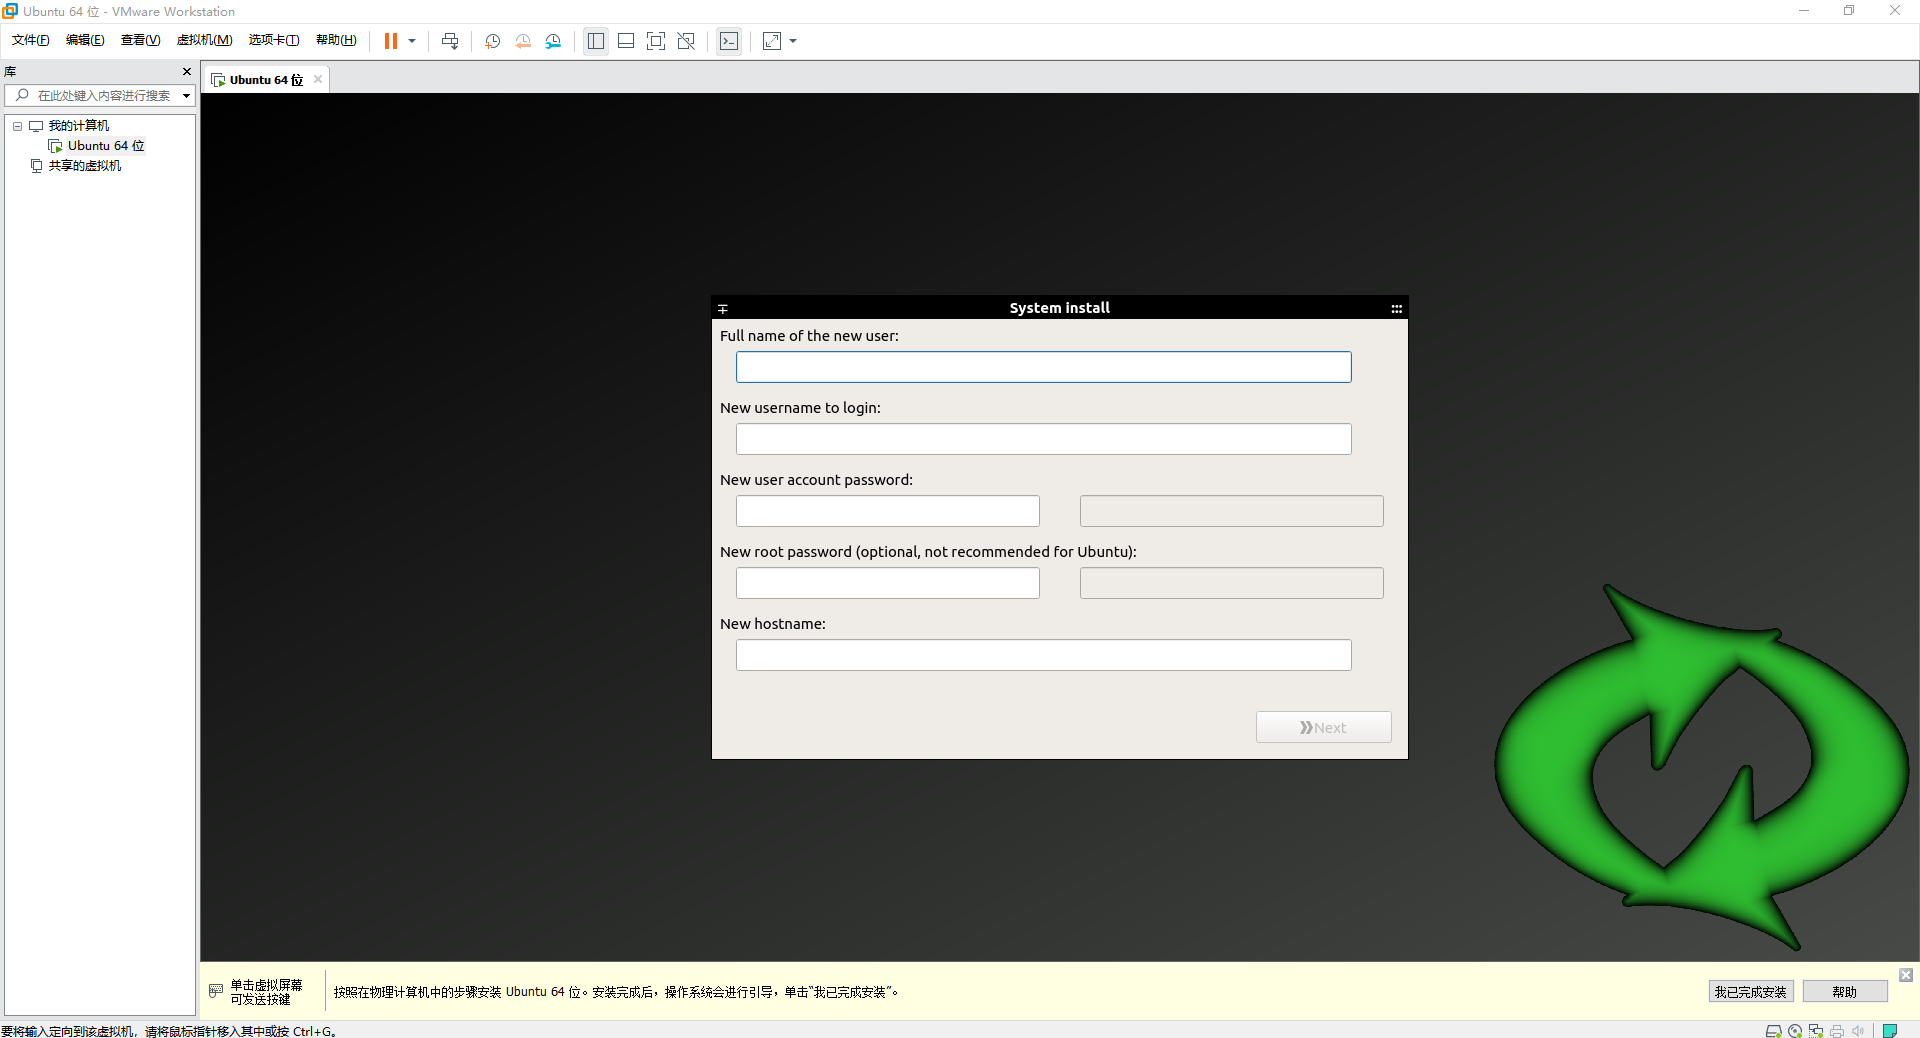 Ubuntu 64 位 - VMware Workstation
文件(F) 编辑(E) 查看(V) 虚拟机(M) 选项卡(T) 帮助(H)
库
Ubuntu 64 位
在此处键入内容进行搜索
我的计算机
Ubuntu 64 位
共享的虚拟机
System install
Full name of the new user:
New username to login:
New user account password:
New root password (optional, not recommended for Ubuntu):
New hostname:
Next
单击虚拟屏幕
可发送按键
按照在物理计算机中的步骤安装 Ubuntu 64 位。安装完成后，操作系统会进行引导，单击“我已完成安装”。
我已完成安装
帮助
要将输入定向到该虚拟机，请将鼠标指针移入其中或按 Ctrl+G。